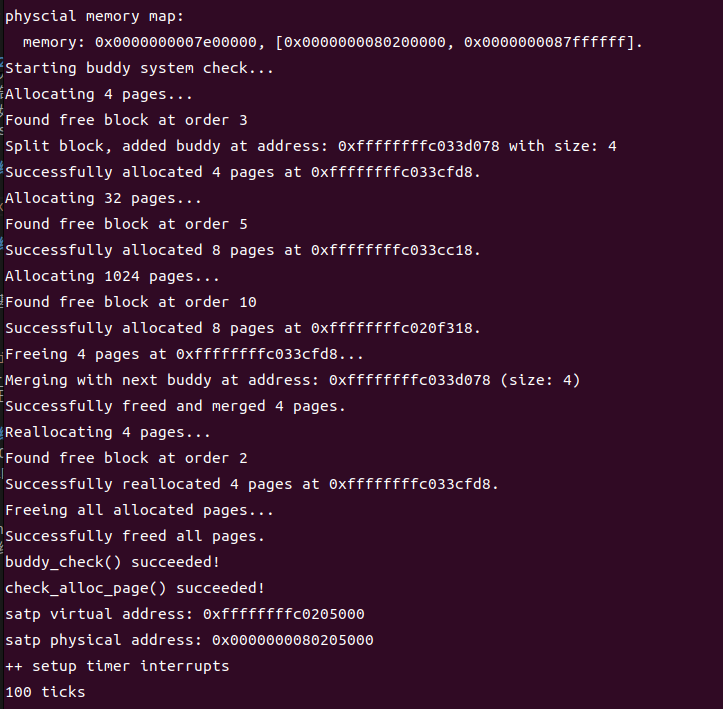 physcial memory map:
  memory: 0x0000000007e00000, [0x0000000080200000, 0x0000000087ffffff].
Starting buddy system check...
Allocating 4 pages...
Found free block at order 3
Split block, added buddy at address: 0xffffffffc033d078 with size: 4
Successfully allocated 4 pages at 0xffffffffc033cfd8.
Allocating 32 pages...
Found free block at order 5
Successfully allocated 8 pages at 0xffffffffc033cc18.
Allocating 1024 pages...
Found free block at order 10
Successfully allocated 8 pages at 0xffffffffc020f318.
Freeing 4 pages at 0xffffffffc033cfd8...
Merging with next buddy at address: 0xffffffffc033d078 (size: 4)
Successfully freed and merged 4 pages.
Reallocating 4 pages...
Found free block at order 2
Successfully reallocated 4 pages at 0xffffffffc033cfd8.
Freeing all allocated pages...
Successfully freed all pages.
buddy_check() succeeded!
check_alloc_page() succeeded!
satp virtual address: 0xffffffffc0205000
satp physical address: 0x0000000080205000
++ setup timer interrupts
100 ticks